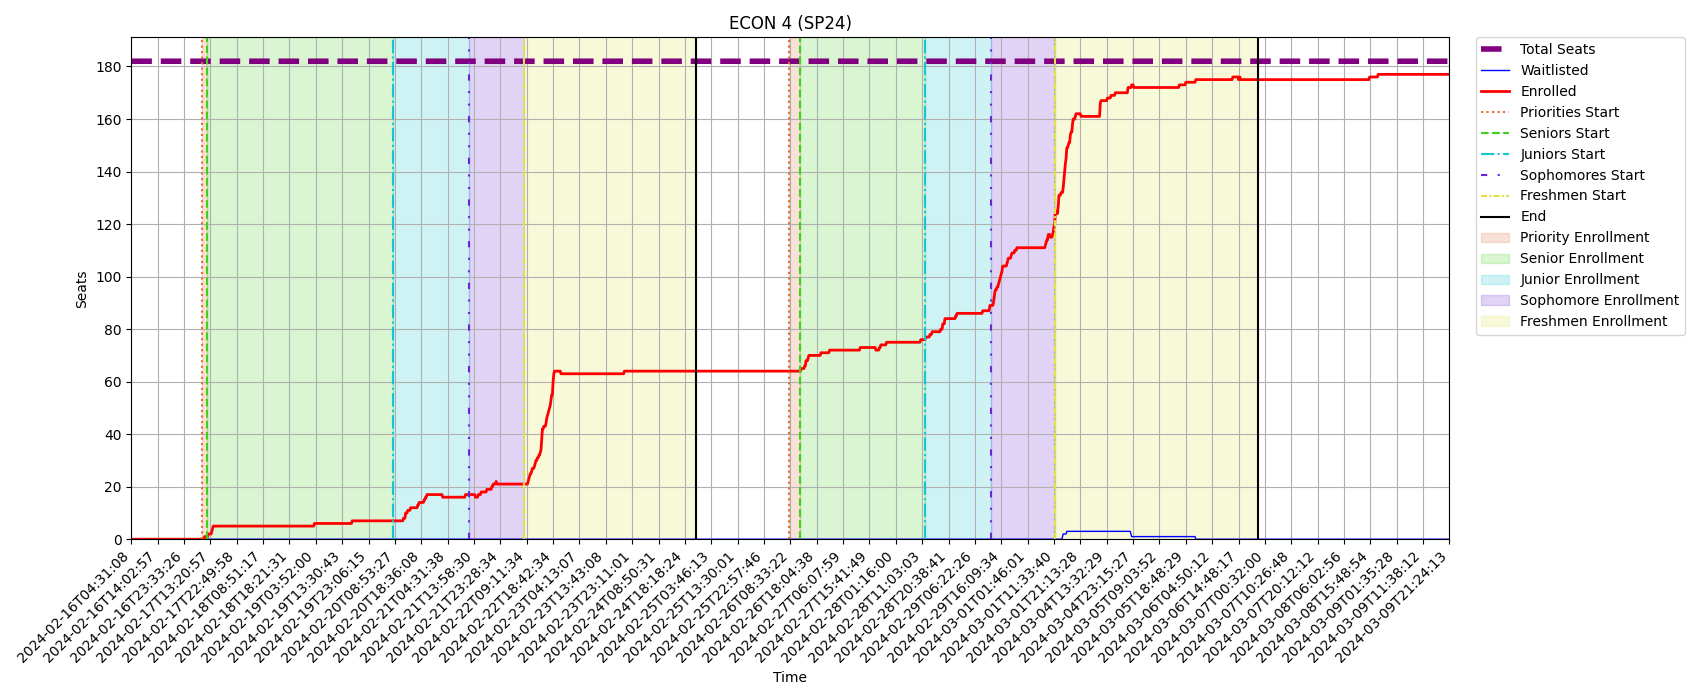 ECON 4 (SP24)
Seats
180
160
140
120
100
80
60
40
20
0
2024-02-16T04:31:08
2024-02-16T14:02:57
2024-02-16T23:33:26
2024-02-17T13:20:57
2024-02-17T22:49:58
2024-02-18T08:51:17
2024-02-18T18:21:31
2024-02-19T03:52:00
2024-02-19T13:30:43
2024-02-19T23:06:15
2024-02-20T08:53:27
2024-02-20T18:36:08
2024-02-21T04:31:38
2024-02-21T13:58:30
2024-02-21T23:28:34
2024-02-22T09:11:34
2024-02-22T18:42:34
2024-02-23T04:13:07
2024-02-23T13:43:08
2024-02-23T23:11:01
2024-02-24T08:50:31
2024-02-24T18:18:24
2024-02-25T03:46:13
2024-02-25T13:30:01
2024-02-25T22:57:46
2024-02-26T08:33:22
2024-02-26T18:04:38
2024-02-27T06:07:59
2024-02-27T15:41:49
2024-02-28T01:16:00
2024-02-28T11:03:03
2024-02-28T20:38:41
2024-02-29T06:22:26
2024-02-29T16:09:34
2024-03-01T01:46:01
2024-03-01T11:33:40
2024-03-01T21:13:28
2024-03-04T13:32:29
2024-03-04T23:15:27
2024-03-05T09:03:52
2024-03-05T18:48:29
2024-03-06T04:50:12
2024-03-06T14:48:17
2024-03-07T00:32:00
2024-03-07T10:26:48
2024-03-07T20:12:12
2024-03-08T06:02:56
2024-03-08T15:48:54
2024-03-09T01:35:28
2024-03-09T11:38:12
2024-03-09T21:24:13
Time
Total Seats
Waitlisted
Enrolled
Priorities Start
Seniors Start
Juniors Start
Sophomores Start
Freshmen Start
End
Priority Enrollment
Senior Enrollment
Junior Enrollment
Sophomore Enrollment
Freshmen Enrollment